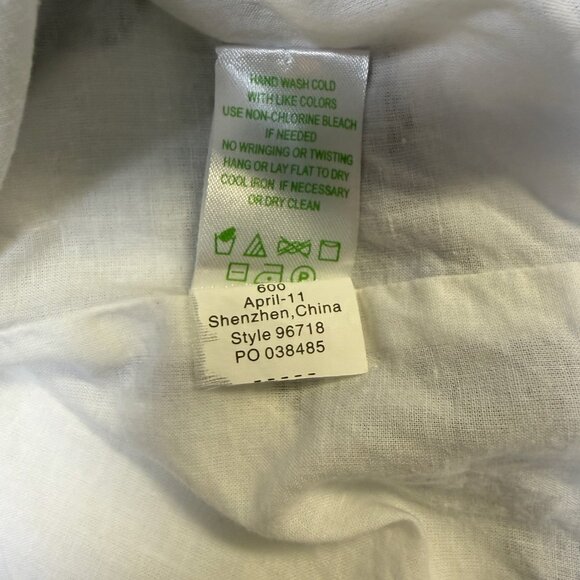 HAND WASH COLD
WITH LIKE COLORS
USE NON-CHLORINE BLEACH
IF NEEDED
NO WRINGING OR TWISTING
HANG OR LAY FLAT TO DRY
COOL IRON IF NECESSARY
OR DRY CLEAN
P
600
April-11
Shenzhen,China
Style 96718
PO 038485
-----